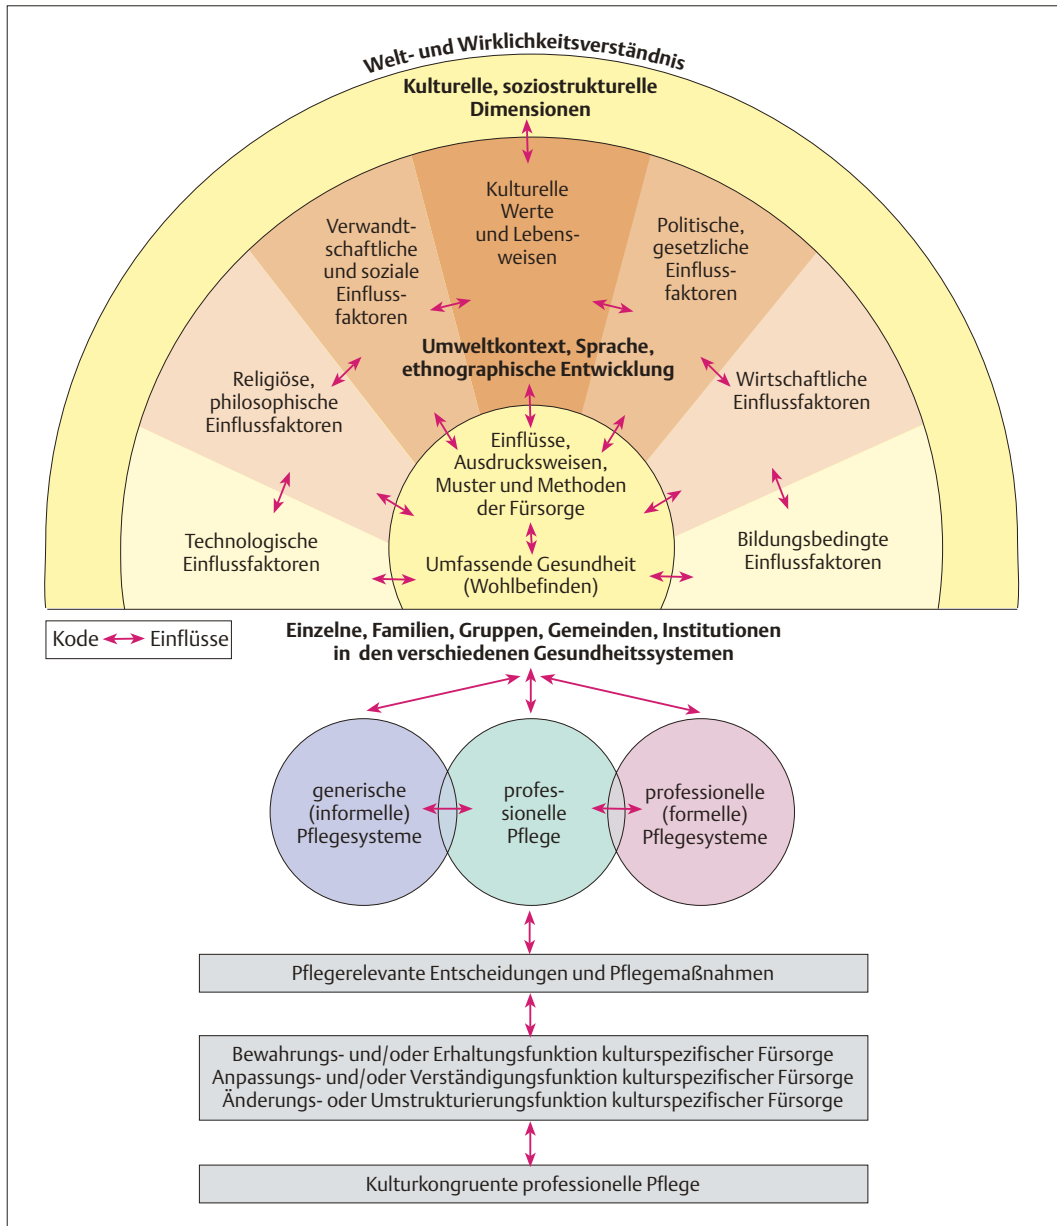 Welt- und Wirklichkeitsverständnis
Kulturelle, soziostrukturelle
Dimensionen
Kulturelle
Werte
und Lebens-
weisen
Verwandt-
schaftliche
und soziale
Einfluss-
faktoren
Politische,
gesetzliche
Einfluss-
faktoren
Umweltkontext, Sprache,
ethnographische Entwicklung
Religiöse,
philosophische
Einflussfaktoren
Wirtschaftliche
Einflussfaktoren
Einflüsse,
Ausdrucksweisen,
Muster und Methoden
der Fürsorge
Technologische
Einflussfaktoren
Bildungsbedingte
Einflussfaktoren
Umfassende Gesundheit
(Wohlbefinden)
Kode Einflüsse
Einzelne, Familien, Gruppen, Gemeinden, Institutionen
in den verschiedenen Gesundheitssystemen
generische
(informelle)
Pflegesysteme
profes-
sionelle
Pflege
professionelle
(formelle)
Pflegesysteme
Pflegerelevante Entscheidungen und Pflegemaßnahmen
Bewahrungs- und/oder Erhaltungsfunktion kulturspezifischer Fürsorge
Anpassungs- und/oder Verständigungsfunktion kulturspezifischer Fürsorge
Änderungs- oder Umstrukturierungsfunktion kulturspezifischer Fürsorge
Kulturkongruente professionelle Pflege